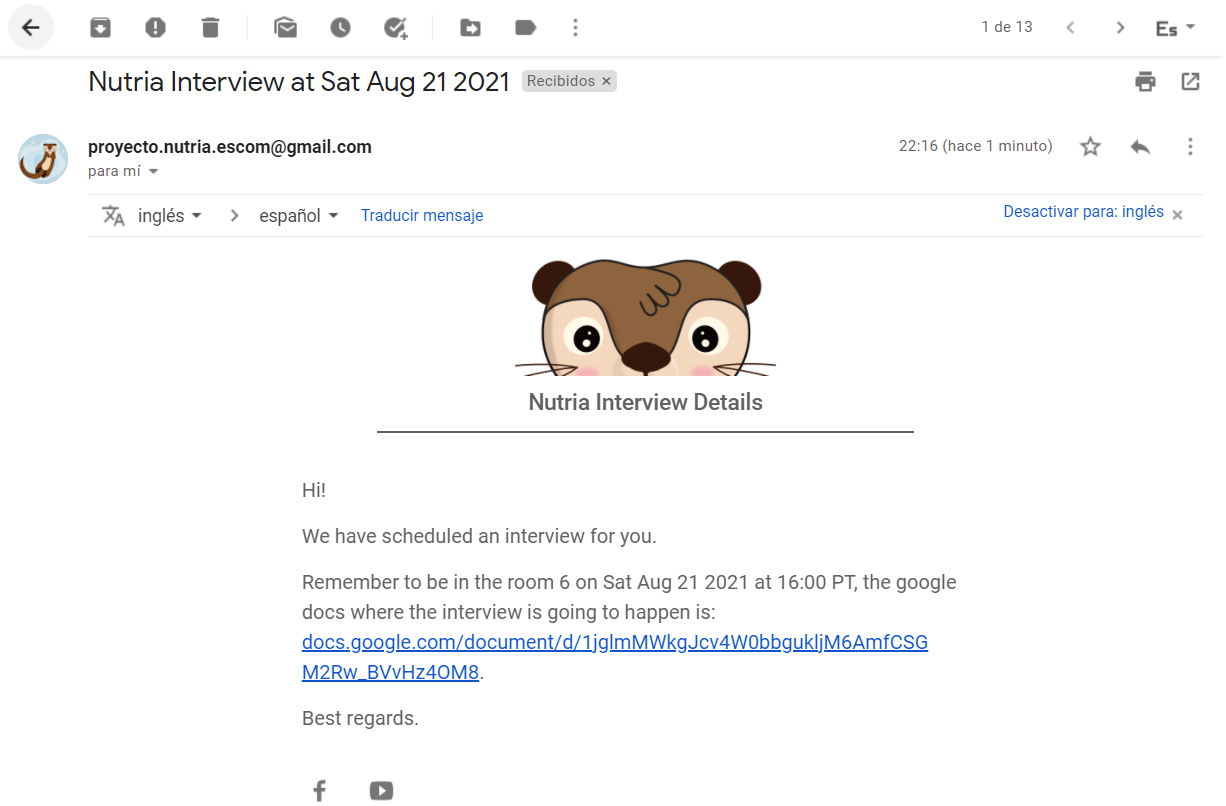 1 de 13
Es
Nutria Interview at Sat Aug 21 2021 Recibidos ×
proyecto.nutria.escom@gmail.com
22:16 (hace 1 minuto)
para mí
inglés > español Traducir mensaje
Desactivar para: inglés ×
Nutria Interview Details
Hi!
We have scheduled an interview for you.
Remember to be in the room 6 on Sat Aug 21 2021 at 16:00 PT, the google
docs where the interview is going to happen is:
docs.google.com/document/d/1jglmMWkgJcv4W0bbgukljM6AmfCSG
M2Rw_BVvHz4OM8.
Best regards.